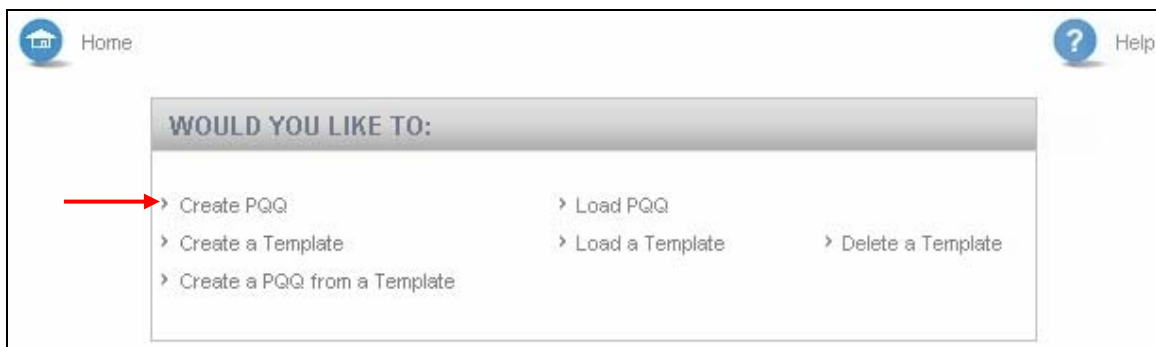 Home
? Help
WOULD YOU LIKE TO:
› Create PQQ › Load PQQ
› Create a Template › Load a Template › Delete a Template
› Create a PQQ from a Template